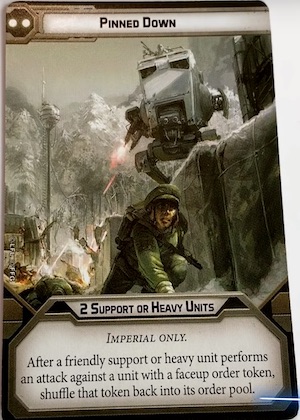 PINNED DOWN
2 SUPPORT OR HEAVY UNITS
IMPERIAL ONLY.
After a friendly support or heavy unit performs
an attack against a unit with a faceup order token,
shuffle that token back into its order pool.